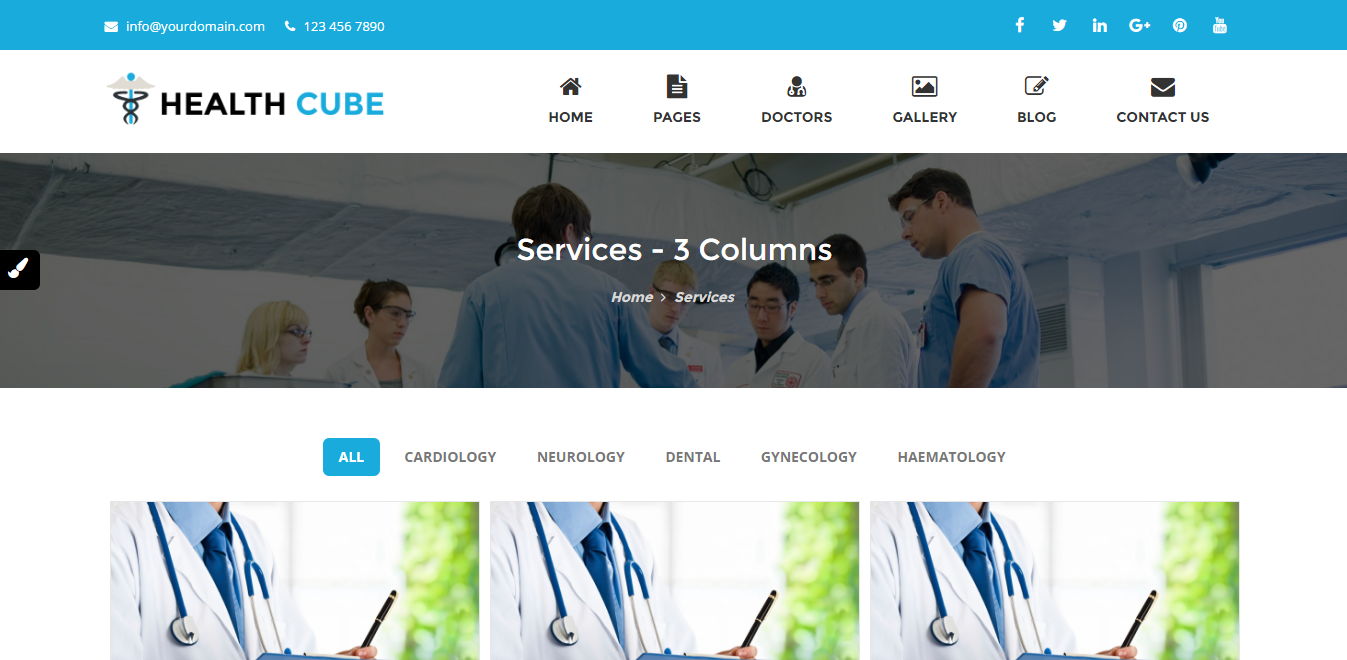 info@yourdomain.com 123 456 7890
HEALTH CUBE
HOME PAGES DOCTORS GALLERY BLOG CONTACT US
Services - 3 Columns
Home > Services
ALL CARDIOLOGY NEUROLOGY DENTAL GYNECOLOGY HAEMATOLOGY